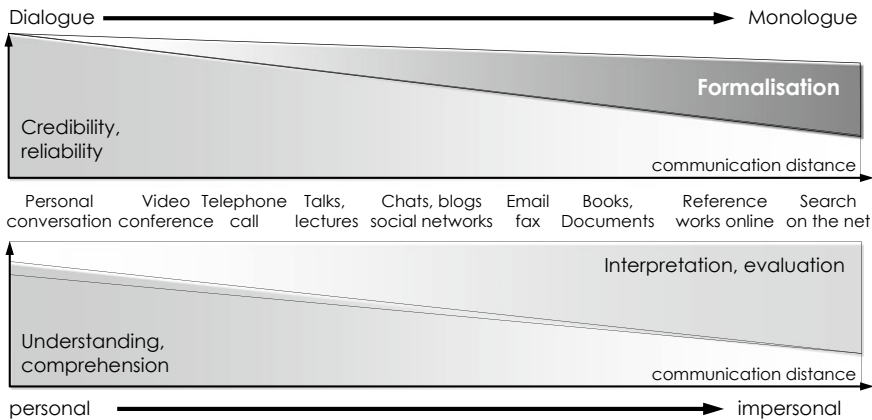 Dialogue Monologue
Formalisation
Credibility,
reliability
communication distance
Personal
conversation
Video
conference
Telephone
call
Talks,
lectures
Chats, blogs
social networks
Email
fax
Books,
Documents
Reference
works online
Search
on the net
Interpretation, evaluation
Understanding,
comprehension
communication distance
personal impersonal